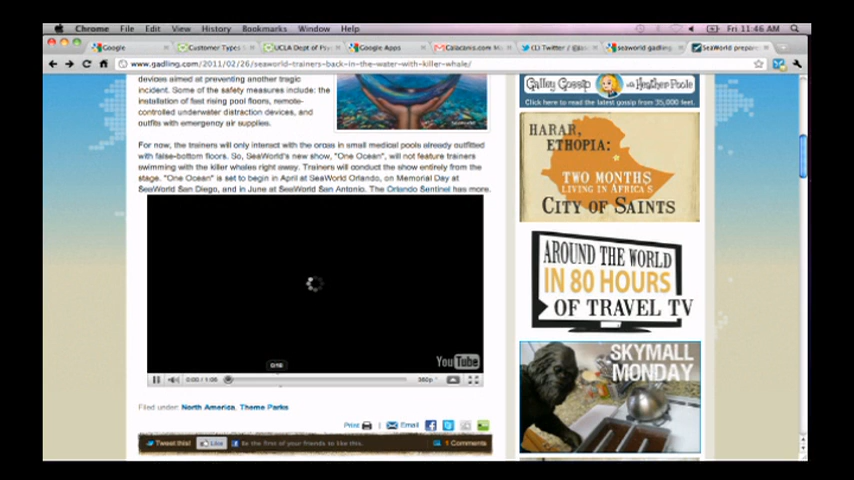 Chrome File Edit View History Bookmarks Window Help
Fri 11:46 AM
Google
Customer Types
UCLA Dept of Psy
Google Apps
Calacanis.com M
(1) Twitter / @jas
seaworld gadling
SeaWorld prepare
www.gadling.com/2011/02/26/seaworld-trainers-back-in-the-water-with-killer-whale/
devices aimed at preventing another tragic
incident. Some of the safety measures include: the
installation of fast rising pool floors, remote-
controlled underwater distraction devices, and
outfits with emergency air supplies.
For now, the trainers will only interact with the orcas in small medical pools already outfitted
with false-bottom floors. So, SeaWorld's new show, "One Ocean", will not feature trainers
swimming with the killer whales right away. Trainers will conduct the show entirely from the
stage. "One Ocean" is set to begin in April at SeaWorld Orlando, on Memorial Day at
SeaWorld San Diego, and in June at SeaWorld San Antonio. The Orlando Sentinel has more.
0:16
YouTube
0:00 / 1:06
360p
Filed under: North America, Theme Parks
Print
Email
Tweet this!
Like
Be the first of your friends to like this.
1 Comments
Galley Gossip with Heather Poole
Click here to read the latest gossip from 35,000 feet.
HARAR,
ETHIOPIA:
TWO MONTHS
LIVING IN AFRICA'S
CITY OF SAINTS
AROUND THE WORLD
IN 80 HOURS
OF TRAVEL TV
SKYMALL
MONDAY